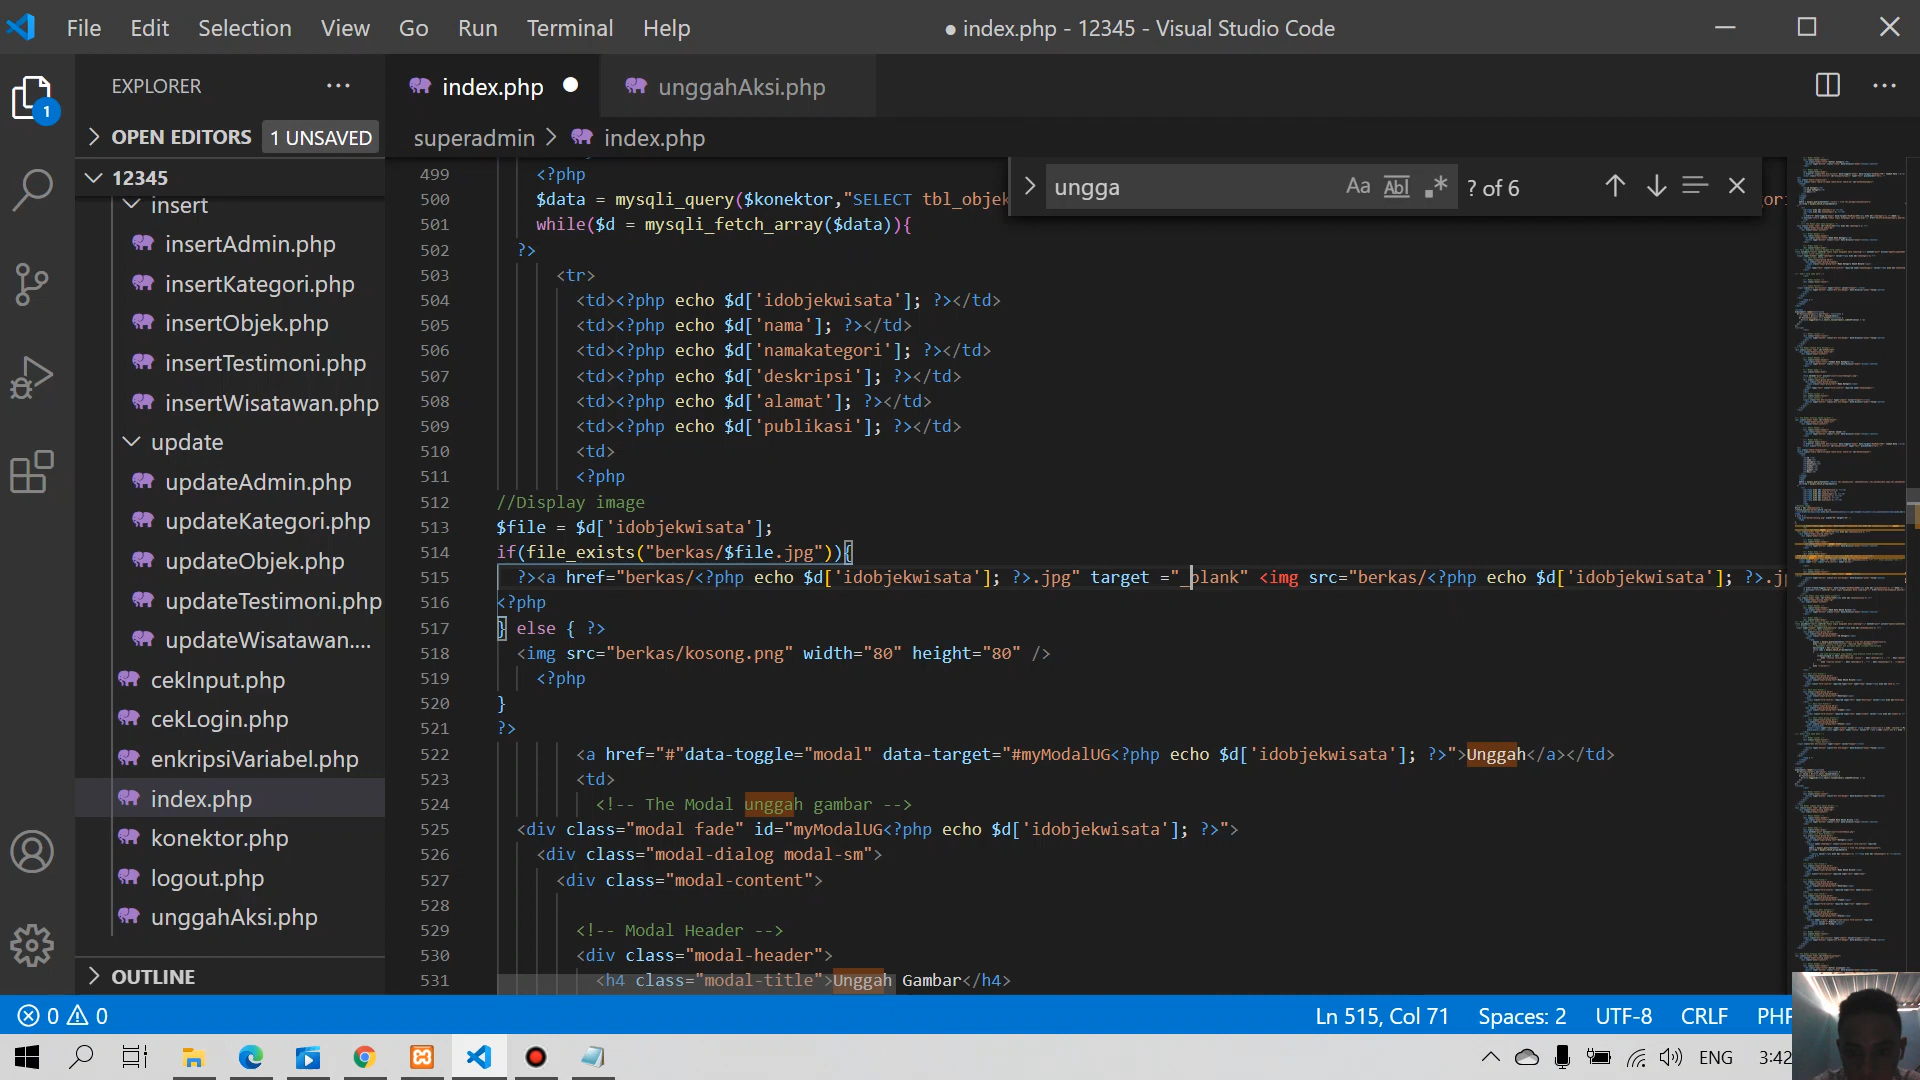 File Edit Selection View Go Run Terminal Help
● index.php - 12345 - Visual Studio Code
EXPLORER
OPEN EDITORS 1 UNSAVED
12345
insert
insertAdmin.php
insertKategori.php
insertObjek.php
insertTestimoni.php
insertWisatawan.php
update
updateAdmin.php
updateKategori.php
updateObjek.php
updateTestimoni.php
updateWisatawan....
cekInput.php
cekLogin.php
enkripsiVariabel.php
index.php
konektor.php
logout.php
unggahAksi.php
OUTLINE
1
index.php
unggahAksi.php
superadmin > index.php
ungga
Aa Abl .* ? of 6
499 <?php
500 $data = mysqli_query($konektor,"SELECT tbl_objek
501 while($d = mysqli_fetch_array($data)){
502 ?>
503 <tr>
504 <td><?php echo $d['idobjekwisata']; ?></td>
505 <td><?php echo $d['nama']; ?></td>
506 <td><?php echo $d['namakategori']; ?></td>
507 <td><?php echo $d['deskripsi']; ?></td>
508 <td><?php echo $d['alamat']; ?></td>
509 <td><?php echo $d['publikasi']; ?></td>
510 <td>
511 <?php
512 //Display image
513 $file = $d['idobjekwisata'];
514 if(file_exists("berkas/$file.jpg")){
515 ?><a href="berkas/<?php echo $d['idobjekwisata']; ?>.jpg" target ="_blank" <img src="berkas/<?php echo $d['idobjekwisata']; ?>.jp
516 <?php
517 } else { ?>
518 <img src="berkas/kosong.png" width="80" height="80" />
519 <?php
520 }
521 ?>
522 <a href="#"data-toggle="modal" data-target="#myModalUG<?php echo $d['idobjekwisata']; ?>">Unggah</a></td>
523 <td>
524 <!-- The Modal unggah gambar -->
525 <div class="modal fade" id="myModalUG<?php echo $d['idobjekwisata']; ?>">
526 <div class="modal-dialog modal-sm">
527 <div class="modal-content">
528
529 <!-- Modal Header -->
530 <div class="modal-header">
531 <h4 class="modal-title">Unggah Gambar</h4>
0 0
Ln 515, Col 71 Spaces: 2 UTF-8 CRLF PHP
ENG 3:42